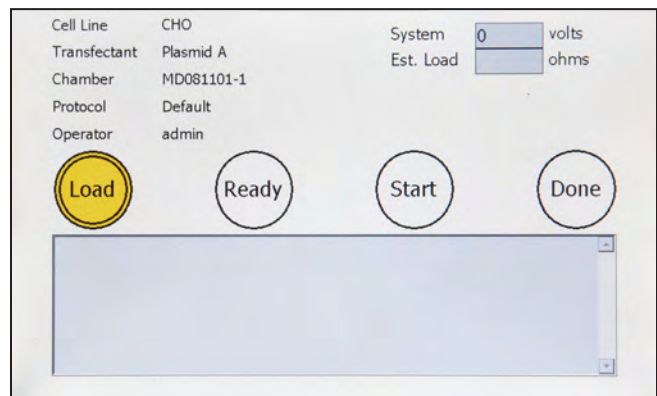 Cell Line CHO
System 0 volts
Transfectant Plasmid A
Est. Load ohms
Chamber MD081101-1
Protocol Default
Operator admin
Load Ready Start Done